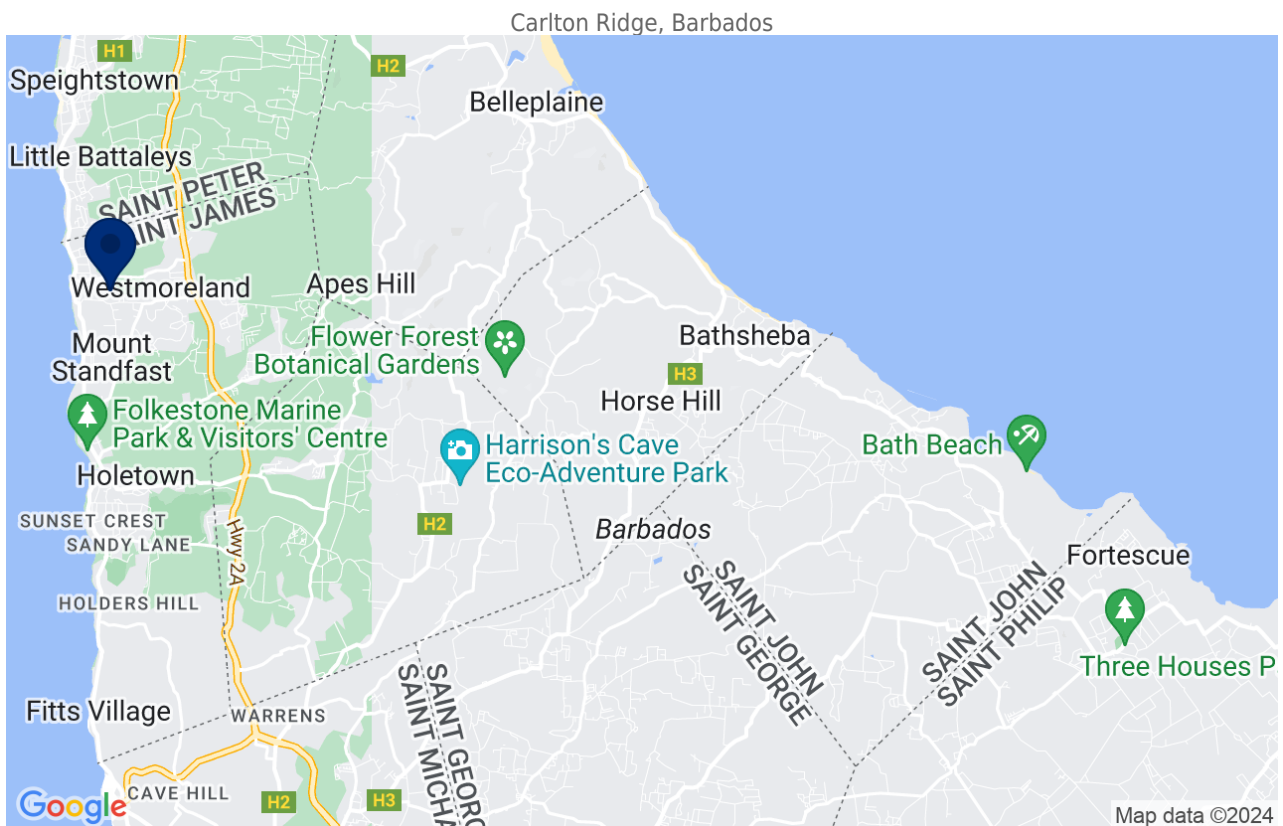 Carlton Ridge, Barbados
H1
H2
Speightstown
Belleplaine
Little Battaleys
SAINT PETER
SAINT JAMES
Westmoreland
Apes Hill
Mount
Standfast
Flower Forest
Botanical Gardens
Bathsheba
H3
Horse Hill
Folkestone Marine
Park & Visitors' Centre
Harrison's Cave
Eco-Adventure Park
Bath Beach
Holetown
SUNSET CREST
SANDY LANE
Hwy 2A
H2
Barbados
Fortescue
HOLDERS HILL
SAINT JOHN
SAINT GEORGE
SAINT JOHN
SAINT PHILIP
Three Houses P
Fitts Village
WARRENS
SAINT GEORG
SAINT MICHA
CAVE HILL
H2
H3
Google
Map data ©2024